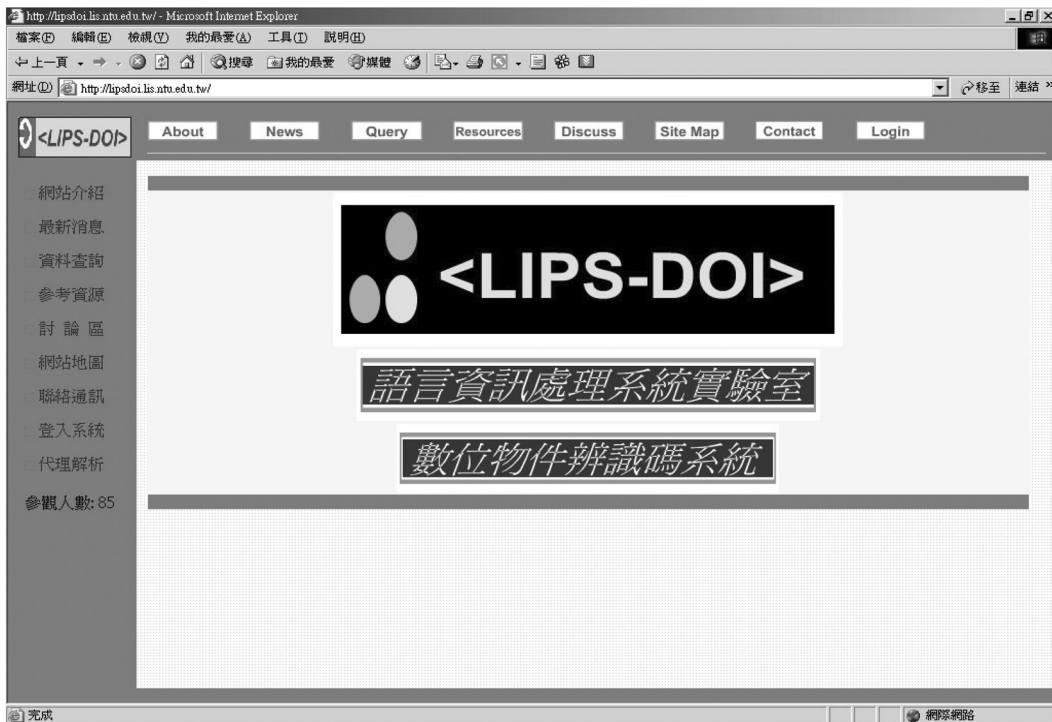 http://lipsdoi.lis.ntu.edu.tw/ - Microsoft Internet Explorer
檔案(F) 編輯(E) 檢視(V) 我的最愛(A) 工具(T) 說明(H)
上一頁 搜尋 我的最愛 媒體
網址(D) http://lipsdoi.lis.ntu.edu.tw/ 移至 連結 »
<LIPS-DOI> About News Query Resources Discuss Site Map Contact Login
網站介紹
最新消息
資料查詢
參考資源
討 論 區
網站地圖
聯絡通訊
登入系統
代理解析
參觀人數: 85
<LIPS-DOI>
語言資訊處理系統實驗室
數位物件辨識碼系統
完成 網際網路